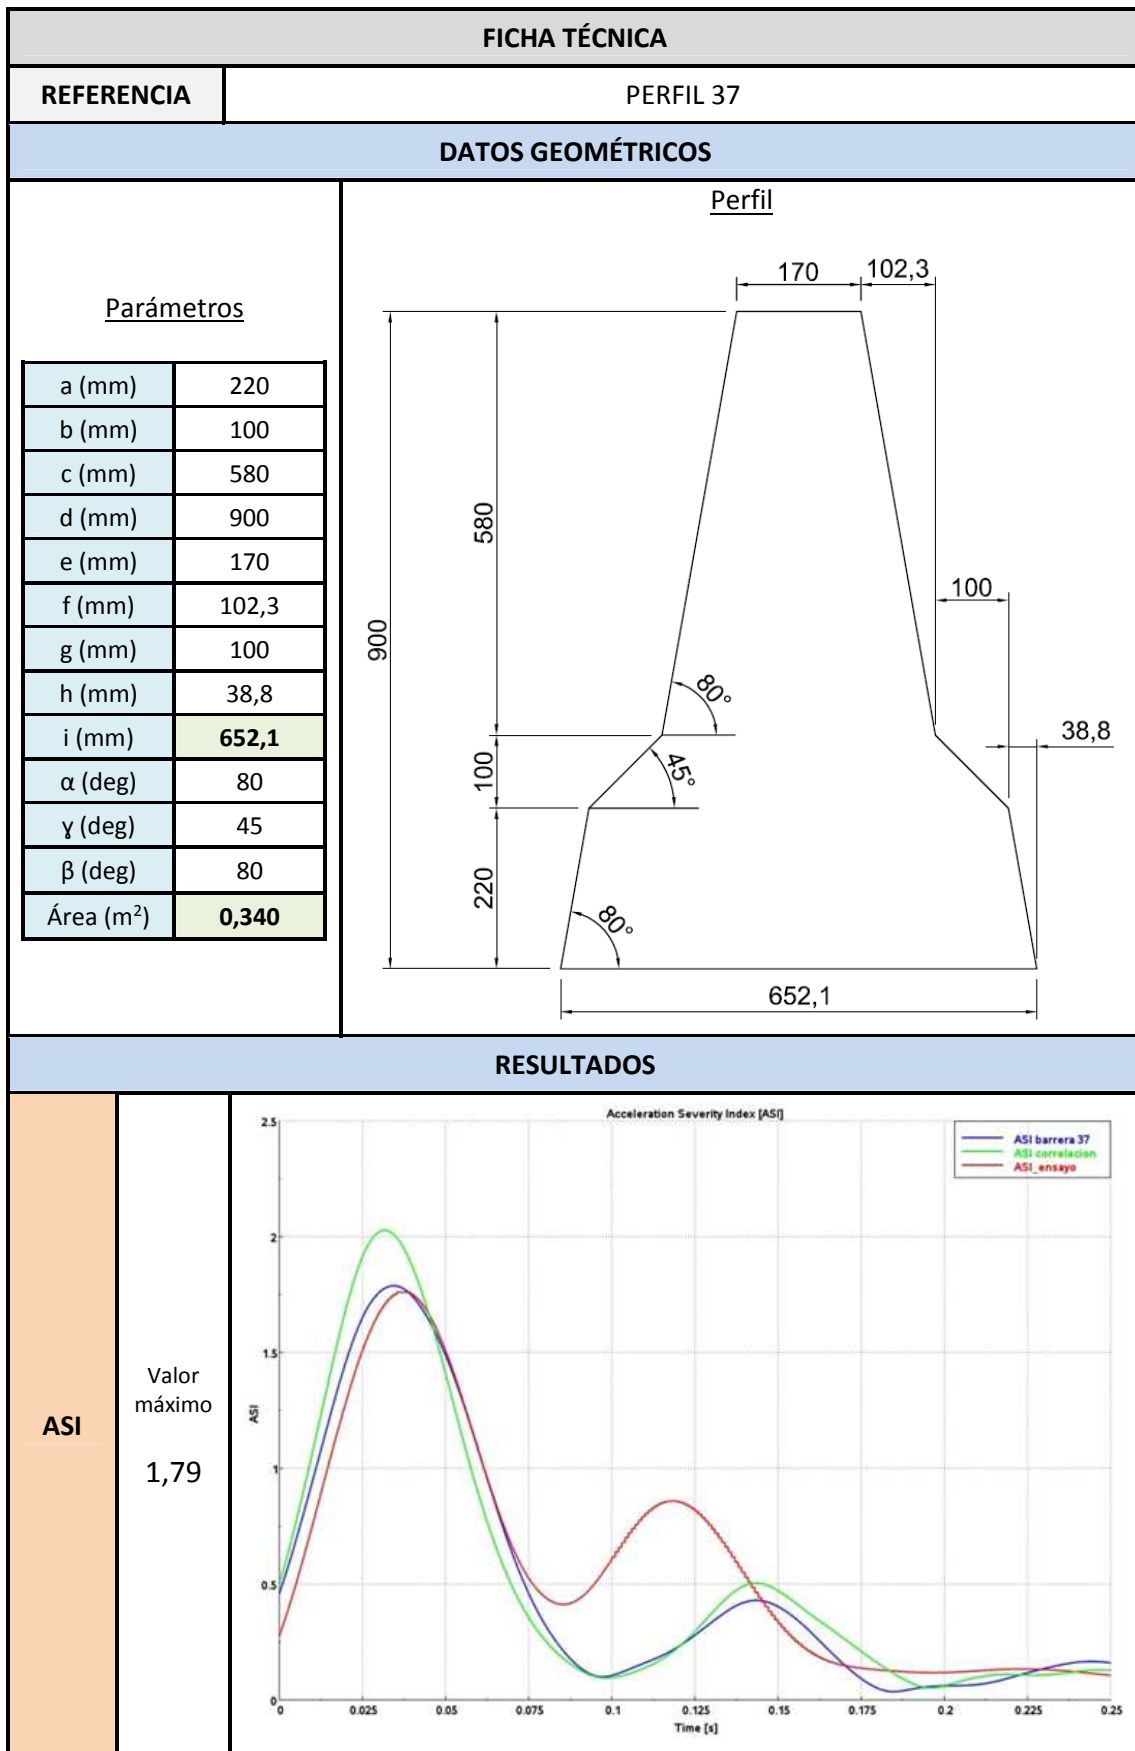 FICHA TÉCNICA
REFERENCIA PERFIL 37
DATOS GEOMÉTRICOS
Parámetros
a (mm) 220
b (mm) 100
c (mm) 580
d (mm) 900
e (mm) 170
f (mm) 102,3
g (mm) 100
h (mm) 38,8
i (mm) 652,1
α (deg) 80
ɣ (deg) 45
β (deg) 80
Área (m²) 0,340
Perfil
170 102,3
580
900
100
80°
38,8
100
45°
220
80°
652,1
RESULTADOS
ASI
Valor
máximo
1,79
Acceleration Severity Index [ASI]
ASI barrera 37
ASI correlacion
ASI_ensayo
2.5
2
1.5
1
0.5
0
ASI
0 0.025 0.05 0.075 0.1 0.125 0.15 0.175 0.2 0.225 0.25
Time [s]